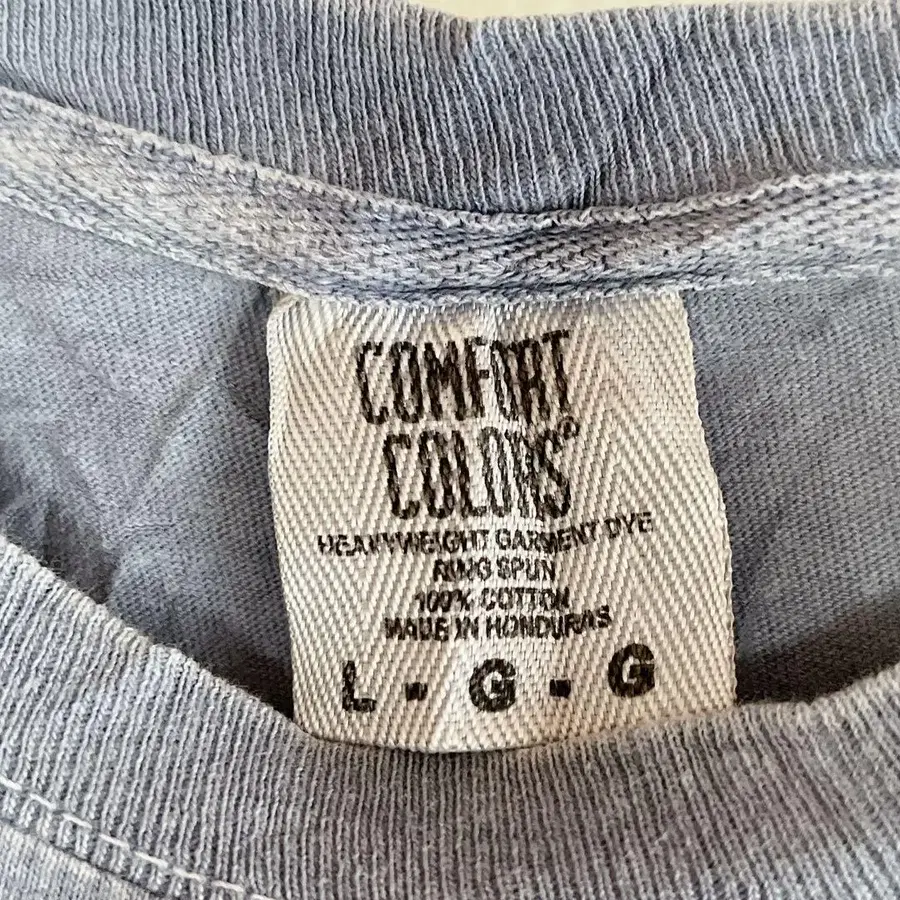 COMFORT
COLORS®
HEAVYWEIGHT GARMENT DYE
RING SPUN
100% COTTON
MADE IN HONDURAS
L - G - G